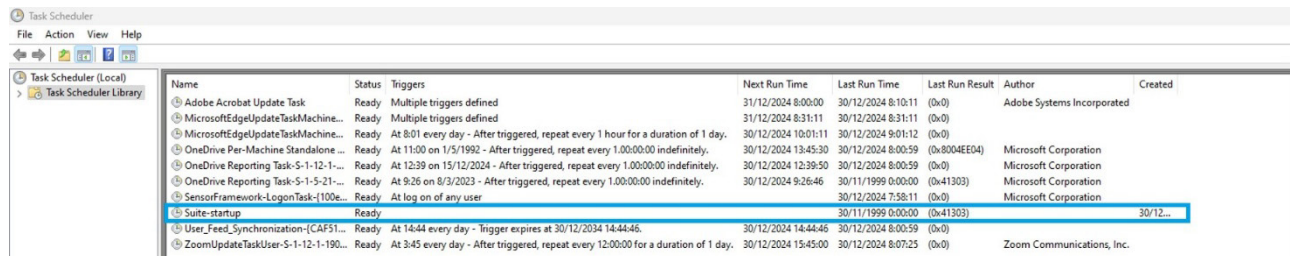 Task Scheduler
File Action View Help
Task Scheduler (Local)
Task Scheduler Library
Name Status Triggers Next Run Time Last Run Time Last Run Result Author Created
Adobe Acrobat Update Task Ready Multiple triggers defined 31/12/2024 8:00:00 30/12/2024 8:10:11 (0x0) Adobe Systems Incorporated
MicrosoftEdgeUpdateTaskMachine... Ready Multiple triggers defined 31/12/2024 8:31:11 30/12/2024 8:31:11 (0x0)
MicrosoftEdgeUpdateTaskMachine... Ready At 8:01 every day - After triggered, repeat every 1 hour for a duration of 1 day. 30/12/2024 10:01:11 30/12/2024 9:01:12 (0x0)
OneDrive Per-Machine Standalone ... Ready At 11:00 on 1/5/1992 - After triggered, repeat every 1.00:00:00 indefinitely. 30/12/2024 13:45:30 30/12/2024 8:00:59 (0x8004EE04) Microsoft Corporation
OneDrive Reporting Task-S-1-12-1-... Ready At 12:39 on 15/12/2024 - After triggered, repeat every 1.00:00:00 indefinitely. 30/12/2024 12:39:50 30/12/2024 8:00:59 (0x0) Microsoft Corporation
OneDrive Reporting Task-S-1-5-21-... Ready At 9:26 on 8/3/2023 - After triggered, repeat every 1.00:00:00 indefinitely. 30/12/2024 9:26:46 30/11/1999 0:00:00 (0x41303) Microsoft Corporation
SensorFramework-LogonTask-{100e... Ready At log on of any user 30/12/2024 7:58:11 (0x0) Microsoft Corporation
Suite-startup Ready 30/11/1999 0:00:00 (0x41303) 30/12...
User_Feed_Synchronization-{CAF51... Ready At 14:44 every day - Trigger expires at 30/12/2034 14:44:46. 30/12/2024 14:44:46 30/12/2024 8:00:59 (0x0)
ZoomUpdateTaskUser-S-1-12-1-190... Ready At 3:45 every day - After triggered, repeat every 12:00:00 for a duration of 1 day. 30/12/2024 15:45:00 30/12/2024 8:07:25 (0x0) Zoom Communications, Inc.